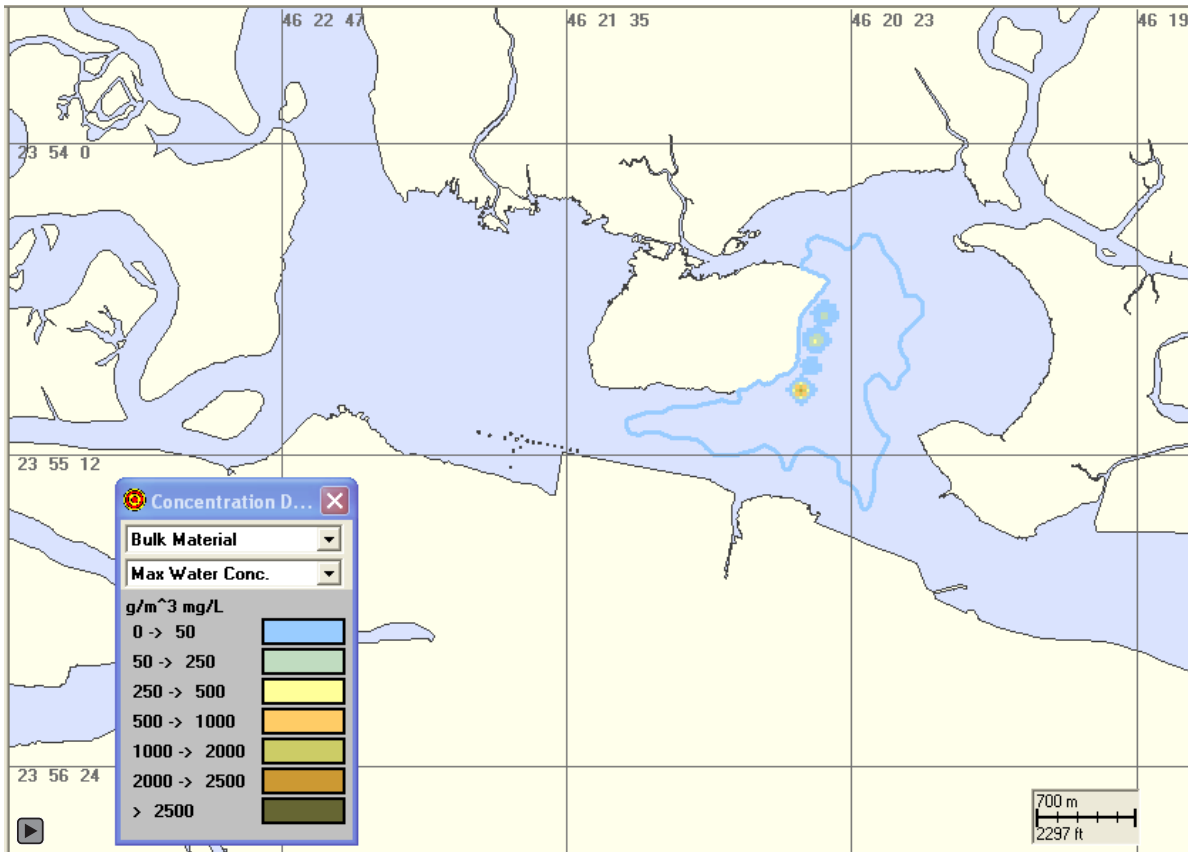 46 22 47
46 21 35
46 20 23
46 19
23 54 0
23 55 12
Concentration D...
Bulk Material
Max Water Conc.
g/m^3 mg/L
0 -> 50
50 -> 250
250 -> 500
500 -> 1000
1000 -> 2000
2000 -> 2500
> 2500
23 56 24
700 m
2297 ft